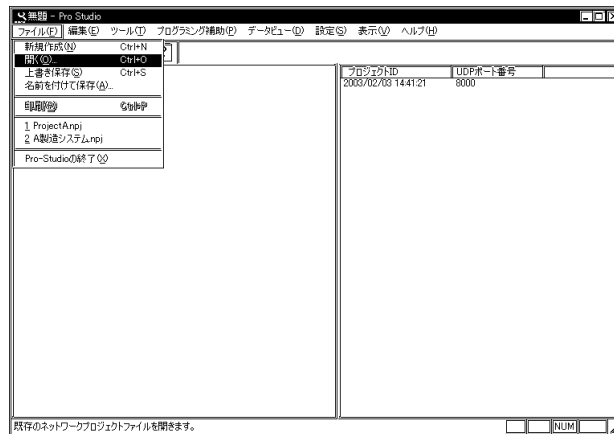 無題 - Pro Studio
ファイル(F) 編集(E) ツール(T) プログラミング補助(P) データビュー(D) 設定(S) 表示(V) ヘルプ(H)
新規作成(N) Ctrl+N
開く(O)... Ctrl+O
上書き保存(S) Ctrl+S
名前を付けて保存(A)...
印刷(P) Ctrl+P
1 ProjectA.npj
2 A製造システム.npj
Pro-Studioの終了(X)
プロジェクトID UDPポート番号
2003/02/03 14:41:21 8000
既存のネットワークプロジェクトファイルを開きます。
NUM